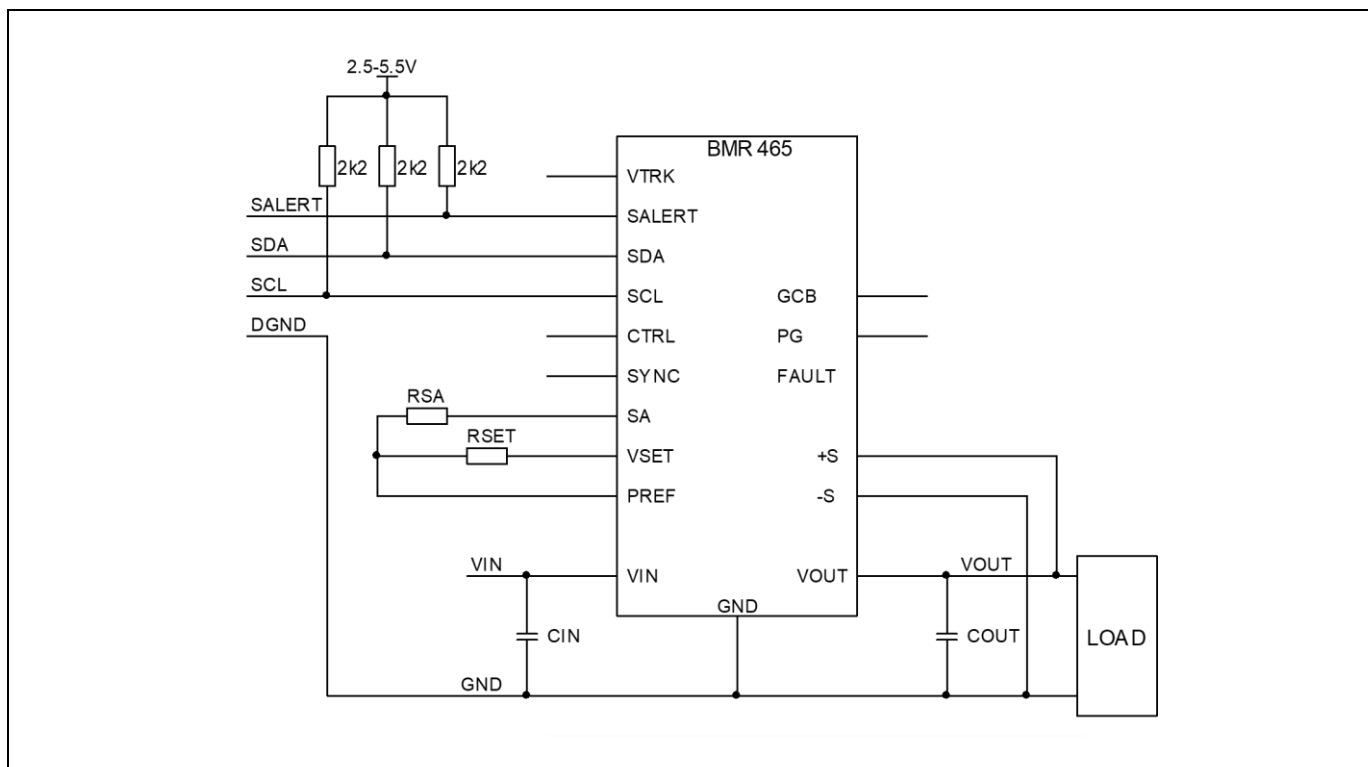 2.5-5.5V
BMR 465
2k2
2k2
2k2
VTRK
SALERT
SALERT
SDA
SDA
SCL
SCL
GCB
DGND
CTRL
PG
SYNC
FAULT
RSA
SA
RSET
VSET
+S
PREF
-S
VIN
VIN
VOUT
VOUT
GND
CIN
COUT
LOAD
GND